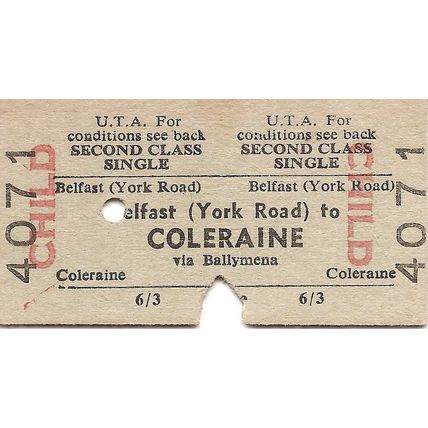 U.T.A. For U.T.A. For
conditions see back conditions see back
SECOND CLASS SECOND CLASS
SINGLE SINGLE
Belfast (York Road) Belfast (York Road)
elfast (York Road) to
COLERAINE
via Ballymena
Coleraine Coleraine
6/3 6/3
4071
CHILD
CHILD
4071